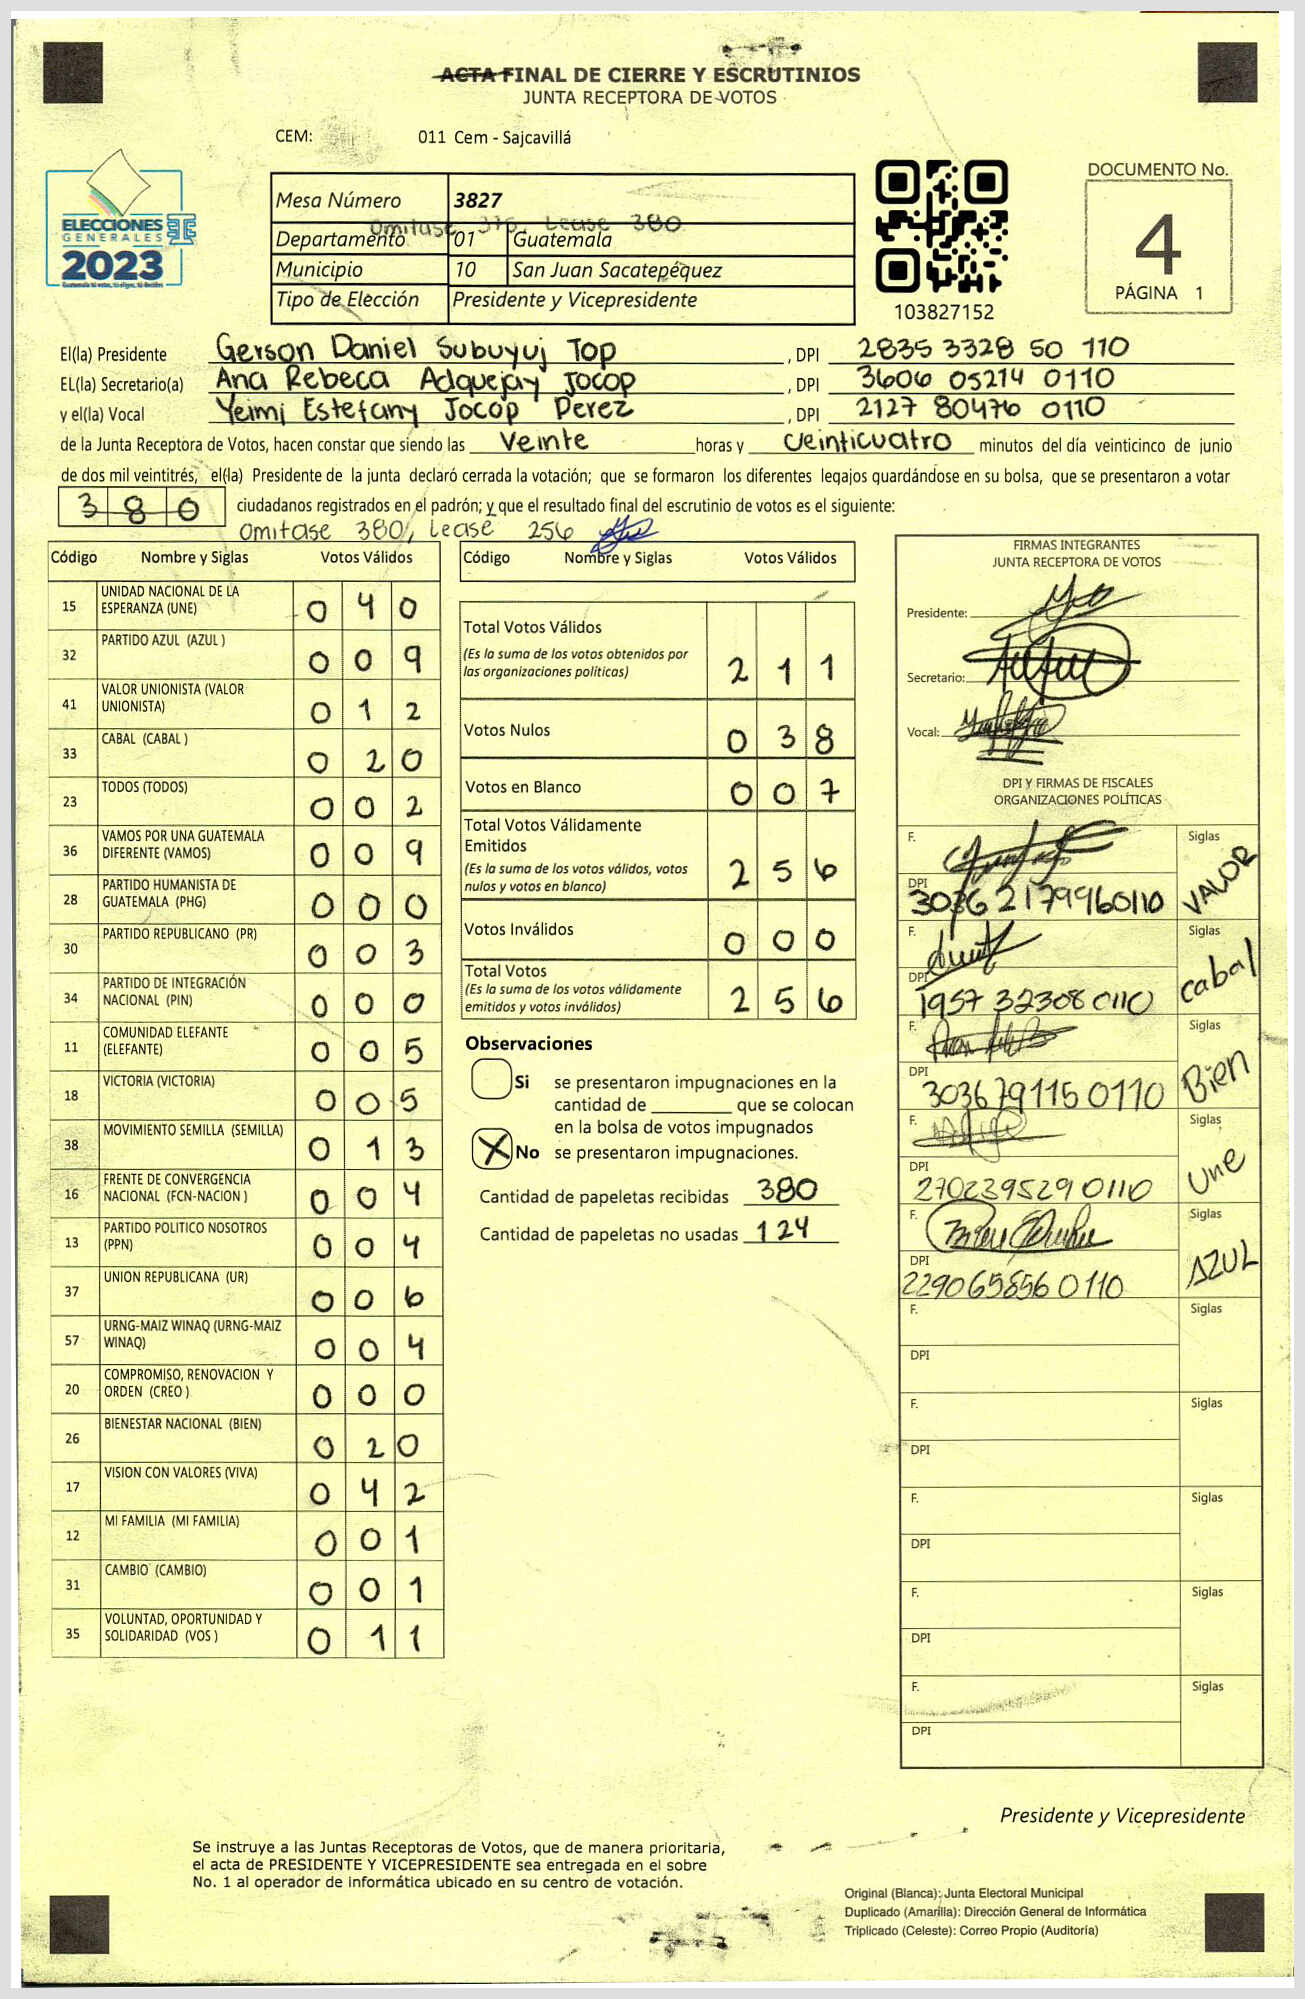 ACTA FINAL DE CIERRE Y ESCRUTINIOS
JUNTA RECEPTORA DE VOTOS
CEM: 011 Cem - Sajcavillá
ELECCIONES
GENERALES
2023
Guatemala tú votas, tú eliges, tú decides
Mesa Número 3827
Omitase 375, Lease 380
Departamento 01 Guatemala
Municipio 10 San Juan Sacatepéquez
Tipo de Elección Presidente y Vicepresidente
103827152
DOCUMENTO No.
4
PÁGINA 1
El(la) Presidente Gerson Daniel Subuyuj Top, DPI 2835 3328 50 110
EL(la) Secretario(a) Ana Rebeca Adquejay Jocop, DPI 3606 05214 0110
y el(la) Vocal Yeimi Estefany Jocop Perez, DPI 2127 80476 0110
de la Junta Receptora de Votos, hacen constar que siendo las Veinte horas y Veinticuatro minutos del día veinticinco de junio
de dos mil veintitrés, el(la) Presidente de la junta declaró cerrada la votación; que se formaron los diferentes legajos guardándose en su bolsa, que se presentaron a votar
380 ciudadanos registrados en el padrón; y que el resultado final del escrutinio de votos es el siguiente:
Omitase 380, Lease 256
Código Nombre y Siglas Votos Válidos
15 UNIDAD NACIONAL DE LA ESPERANZA (UNE) 0 4 0
32 PARTIDO AZUL (AZUL ) 0 0 9
41 VALOR UNIONISTA (VALOR UNIONISTA) 0 1 2
33 CABAL (CABAL ) 0 2 0
23 TODOS (TODOS) 0 0 2
36 VAMOS POR UNA GUATEMALA DIFERENTE (VAMOS) 0 0 9
28 PARTIDO HUMANISTA DE GUATEMALA (PHG) 0 0 0
30 PARTIDO REPUBLICANO (PR) 0 0 3
34 PARTIDO DE INTEGRACIÓN NACIONAL (PIN) 0 0 0
11 COMUNIDAD ELEFANTE (ELEFANTE) 0 0 5
18 VICTORIA (VICTORIA) 0 0 5
38 MOVIMIENTO SEMILLA (SEMILLA) 0 1 3
16 FRENTE DE CONVERGENCIA NACIONAL (FCN-NACION ) 0 0 4
13 PARTIDO POLITICO NOSOTROS (PPN) 0 0 4
37 UNION REPUBLICANA (UR) 0 0 6
57 URNG-MAIZ WINAQ (URNG-MAIZ WINAQ) 0 0 4
20 COMPROMISO, RENOVACION Y ORDEN (CREO ) 0 0 0
26 BIENESTAR NACIONAL (BIEN) 0 2 0
17 VISION CON VALORES (VIVA) 0 4 2
12 MI FAMILIA (MI FAMILIA) 0 0 1
31 CAMBIO (CAMBIO) 0 0 1
35 VOLUNTAD, OPORTUNIDAD Y SOLIDARIDAD (VOS ) 0 1 1
Código Nombre y Siglas Votos Válidos
Total Votos Válidos
(Es la suma de los votos obtenidos por
las organizaciones políticas) 2 1 1
Votos Nulos 0 3 8
Votos en Blanco 0 0 7
Total Votos Válidamente
Emitidos
(Es la suma de los votos válidos, votos
nulos y votos en blanco) 2 5 6
Votos Inválidos 0 0 0
Total Votos
(Es la suma de los votos válidamente
emitidos y votos inválidos) 2 5 6
Observaciones
Si se presentaron impugnaciones en la
cantidad de ________ que se colocan
en la bolsa de votos impugnados
X No se presentaron impugnaciones.
Cantidad de papeletas recibidas 380
Cantidad de papeletas no usadas 124
FIRMAS INTEGRANTES
JUNTA RECEPTORA DE VOTOS
Presidente:
Secretario:
Vocal:
DPI Y FIRMAS DE FISCALES
ORGANIZACIONES POLÍTICAS
F. Siglas VALOR
DPI 3036 2179960110
F. Siglas cabal
DPI 1957 32308 0110
F. Siglas Bien
DPI 3036791150110
F. Siglas Une
DPI 2702395290110
F. Siglas AZUL
DPI 2290658560110
F. Siglas
DPI
F. Siglas
DPI
F. Siglas
DPI
F. Siglas
DPI
F. Siglas
DPI
Presidente y Vicepresidente
Se instruye a las Juntas Receptoras de Votos, que de manera prioritaria,
el acta de PRESIDENTE Y VICEPRESIDENTE sea entregada en el sobre
No. 1 al operador de informática ubicado en su centro de votación.
Original (Blanca): Junta Electoral Municipal
Duplicado (Amarilla): Dirección General de Informática
Triplicado (Celeste): Correo Propio (Auditoría)